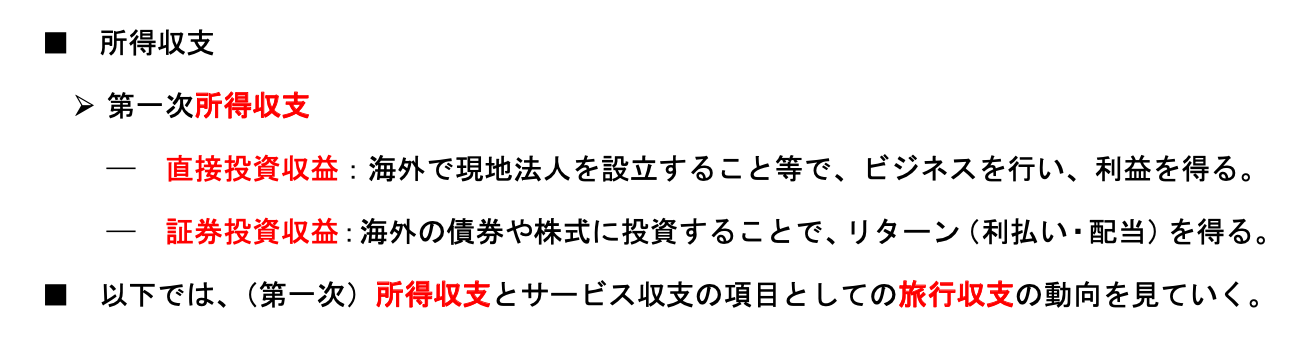 ■ 所得収支
➢ 第一次所得収支
― 直接投資収益：海外で現地法人を設立すること等で、ビジネスを行い、利益を得る。
― 証券投資収益：海外の債券や株式に投資することで、リターン（利払い・配当）を得る。
■ 以下では、（第一次）所得収支とサービス収支の項目としての旅行収支の動向を見ていく。